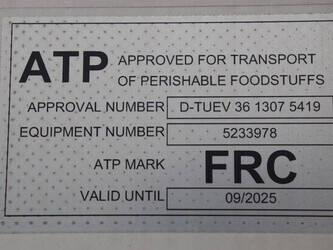 ATP APPROVED FOR TRANSPORT
OF PERISHABLE FOODSTUFFS
APPROVAL NUMBER D-TUEV 36 1307 5419
EQUIPMENT NUMBER 5233978
ATP MARK FRC
VALID UNTIL 09/2025